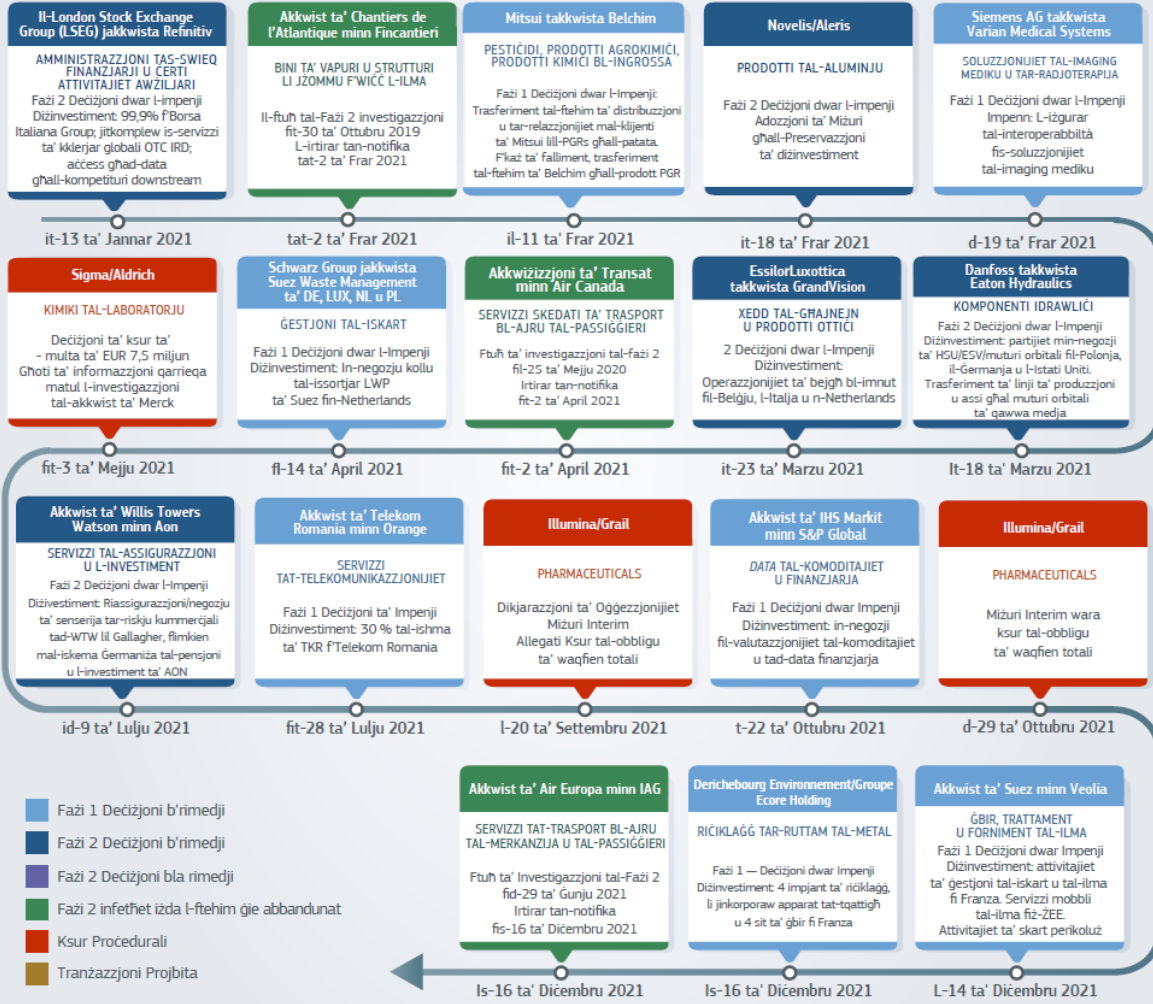 Il-London Stock Exchange
Group (LSEG) jakkwista Refinitiv
AMMINISTRAZZJONI TAS-SWIEQ
FINANZJARJI U ĊERTI
ATTIVITAJIET AWŻILJARI
Fażi 2 Deċiżjoni dwar l-impenji
Diżinvestiment: 99,9% f'Borsa
Italiana Group; jitkomplew is-servizzi
ta' kklerjar globali OTC IRD;
aċċess għad-data
għall-kompetituri downstream
it-13 ta' Jannar 2021
Akkwist ta' Chantiers de
l'Atlantique minn Fincantieri
BINI TA' VAPURI U STRUTTURI
LI JŻOMMU F'WIĊĊ L-ILMA
Il-ftuħ tal-Fażi 2 investigazzjoni
fit-30 ta' Ottubru 2019
L-irtirar tan-notifika
tat-2 ta' Frar 2021
tat-2 ta' Frar 2021
Mitsui takkwista Belchim
PESTIĊIDI, PRODOTTI AGROKIMIĊI,
PRODOTTI KIMIĊI BL-INGROSSA
Fażi 1 Deċiżjoni dwar l-Impenji:
Trasferiment tal-ftehim ta' distribuzzjoni
u tar-relazzjonijiet mal-klijenti
ta' Mitsui lill-PGRs għall-patata.
F'każ ta' falliment, trasferiment
tal-ftehim ta' Belchim għall-prodott PGR
il-11 ta' Frar 2021
Novelis/Aleris
PRODOTTI TAL-ALUMINJU
Fażi 2 Deċiżjoni dwar l-impenji
Adozzjoni ta' Miżuri
għall-Preservazzjoni
ta' diżinvestiment
it-18 ta' Frar 2021
Siemens AG takkwista
Varian Medical Systems
SOLUZZJONIJIET TAL-IMAGING
MEDIKU U TAR-RADJOTERAPIJA
Fażi 1 Deċiżjoni dwar l-Impenji
Impenn: L-iżgurar
tal-interoperabbiltà
fis-soluzzjonijiet
tal-imaging mediku
d-19 ta' Frar 2021
Sigma/Aldrich
KIMIKI TAL-LABORATORJU
Deċiżjoni ta' ksur ta'
- multa ta' EUR 7,5 miljun
Għoti ta' informazzjoni qarrieqa
matul l-investigazzjoni
tal-akkwist ta' Merck
fit-3 ta' Mejju 2021
Schwarz Group jakkwista
Suez Waste Management
ta' DE, LUX, NL u PL
ĠESTJONI TAL-ISKART
Fażi 1 Deċiżjoni dwar l-Impenji
Diżinvestiment: In-negozju kollu
tal-issortjar LWP
ta' Suez fin-Netherlands
fl-14 ta' April 2021
Akkwiżizzjoni ta' Transat
minn Air Canada
SERVIZZI SKEDATI TA' TRASPORT
BL-AJRU TAL-PASSIĠĠIERI
Ftuħ ta' investigazzjoni tal-fażi 2
fil-25 ta' Mejju 2020
Irtirar tan-notifika
fit-2 ta' April 2021
fit-2 ta' April 2021
EssilorLuxottica
takkwista GrandVision
XEDD TAL-GĦAJNEJN
U PRODOTTI OTTIĊI
2 Deċiżjoni dwar l-Impenji
Diżinvestiment:
Operazzjonijiet ta' bejgħ bl-imnut
fil-Belġju, l-Italja u n-Netherlands
it-23 ta' Marzu 2021
Danfoss takkwista
Eaton Hydraulics
KOMPONENTI IDRAWLIĊI
Fażi 2 Deċiżjoni dwar l-Impenji
Diżinvestiment: partijiet min-negozji
ta' HSU/ESV/muturi orbitali fil-Polonja,
il-Ġermanja u l-Istati Uniti.
Trasferiment ta' linji ta' produzzjoni
u assi għal muturi orbitali
ta' qawwa medja
It-18 ta' Marzu 2021
Akkwist ta' Willis Towers
Watson minn Aon
SERVIZZI TAL-ASSIGURAZZJONI
U L-INVESTIMENT
Fażi 2 Deċiżjoni dwar l-Impenji
Diżivestiment: Riassigurazzjoni/negozju
ta' senserija tar-riskju kummerċjali
tad-WTW lil Gallagher, flimkien
mal-iskema Ġermaniża tal-pensjoni
u l-investiment ta' AON
id-9 ta' Lulju 2021
Akkwist ta' Telekom
Romania minn Orange
SERVIZZI
TAT-TELEKOMUNIKAZZJONIJIET
Fażi 1 Deċiżjoni ta' Impenji
Diżinvestiment: 30 % tal-ishma
ta' TKR f'Telekom Romania
fit-28 ta' Lulju 2021
Illumina/Grail
PHARMACEUTICALS
Dikjarazzjoni ta' Oġġezzjonijiet
Miżuri Interim
Allegati Ksur tal-obbligu
ta' waqfien totali
l-20 ta' Settembru 2021
Akkwist ta' IHS Markit
minn S&P Global
DATA TAL-KOMODITAJIET
U FINANZJARJA
Fażi 1 Deċiżjoni dwar Impenji
Diżinvestiment: in-negozji
fil-valutazzjonijiet tal-komoditajiet
u tad-data finanzjarja
t-22 ta' Ottubru 2021
Illumina/Grail
PHARMACEUTICALS
Miżuri Interim wara
ksur tal-obbligu
ta' waqfien totali
d-29 ta' Ottubru 2021
Fażi 1 Deċiżjoni b'rimedji
Fażi 2 Deċiżjoni b'rimedji
Fażi 2 Deċiżjoni bla rimedji
Fażi 2 infetħet iżda l-ftehim ġie abbandunat
Ksur Proċedurali
Tranżazzjoni Projbita
Akkwist ta' Air Europa minn IAG
SERVIZZI TAT-TRASPORT BL-AJRU
TAL-MERKANZIJA U TAL-PASSIĠĠIERI
Ftuħ ta' Investigazzjoni tal-Fażi 2
fid-29 ta' Ġunju 2021
Irtirar tan-notifika
fis-16 ta' Diċembru 2021
Is-16 ta' Diċembru 2021
Derichebourg Environnement/Groupe
Ecore Holding
RIĊIKLAĠĠ TAR-RUTTAM TAL-METAL
Fażi 1 — Deċiżjoni dwar Impenji
Diżinvestiment: 4 impjant ta' riċiklaġġ,
li jinkorporaw apparat tat-tqattigħ
u 4 sit ta' ġbir fi Franza
Is-16 ta' Diċembru 2021
Akkwist ta' Suez minn Veolia
ĠBIR, TRATTAMENT
U FORNIMENT TAL-ILMA
Fażi 1 Deċiżjoni dwar Impenji
Diżinvestiment: attivitajiet
ta' ġestjoni tal-iskart u tal-ilma
fi Franza. Servizzi mobbli
tal-ilma fiż-ŻEE.
Attivitajiet ta' skart perikoluż
L-14 ta' Diċembru 2021